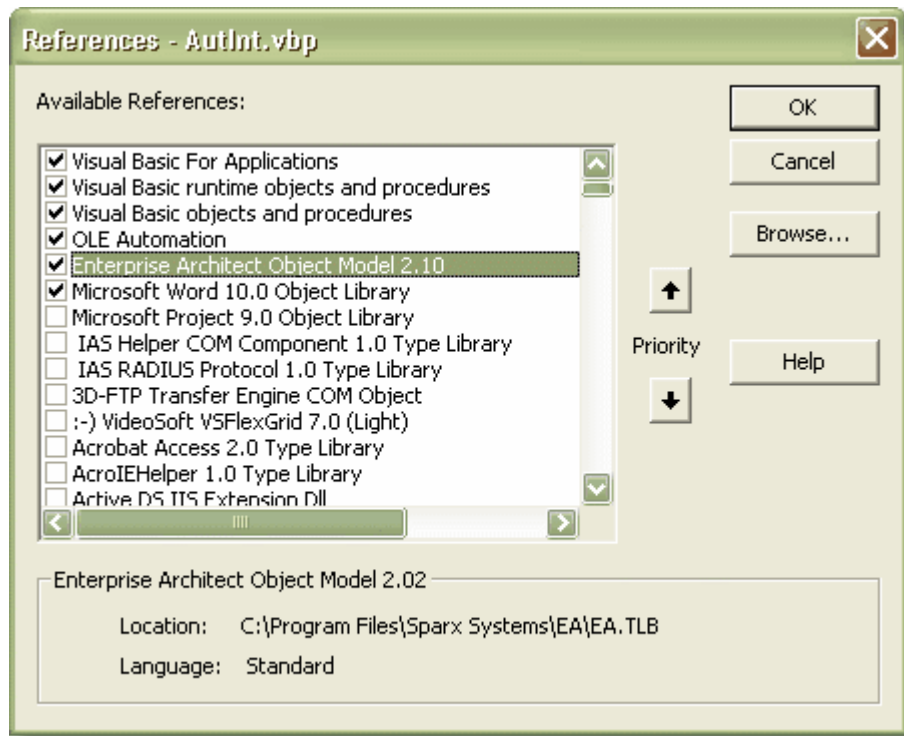 References - AutInt.vbp
Available References:
Visual Basic For Applications
Visual Basic runtime objects and procedures
Visual Basic objects and procedures
OLE Automation
Enterprise Architect Object Model 2.10
Microsoft Word 10.0 Object Library
Microsoft Project 9.0 Object Library
IAS Helper COM Component 1.0 Type Library
IAS RADIUS Protocol 1.0 Type Library
3D-FTP Transfer Engine COM Object
:-) VideoSoft VSFlexGrid 7.0 (Light)
Acrobat Access 2.0 Type Library
AcroIEHelper 1.0 Type Library
Active DS IIS Extension Dll
Priority
OK
Cancel
Browse...
Help
Enterprise Architect Object Model 2.02
Location: C:\Program Files\Sparx Systems\EA\EA.TLB
Language: Standard